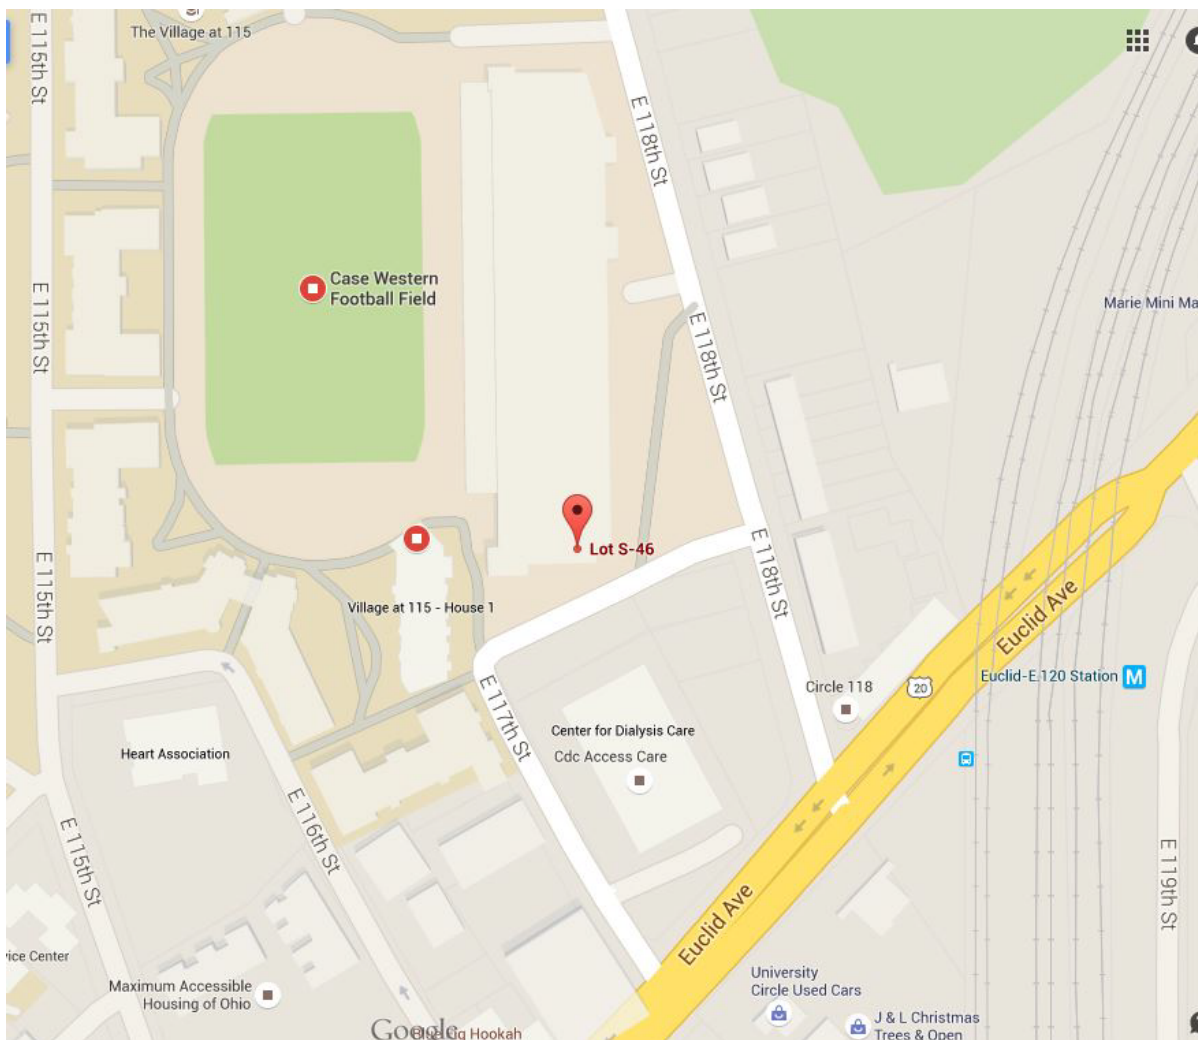 The Village at 115
E 115th St
E 118th St
Case Western
Football Field
E 115th St
E 118th St
Marie Mini Ma
Lot S-46
E 115th St
E 118th St
Village at 115 - House 1
Euclid Ave
Euclid-E.120 Station
M
Circle 118
20
E 117th St
Center for Dialysis Care
Cdc Access Care
Heart Association
E 116th St
E 115th St
E 119th St
Euclid Ave
vice Center
University
Circle Used Cars
Maximum Accessible
Housing of Ohio
J & L Christmas
Trees & Open
Google
Hookah